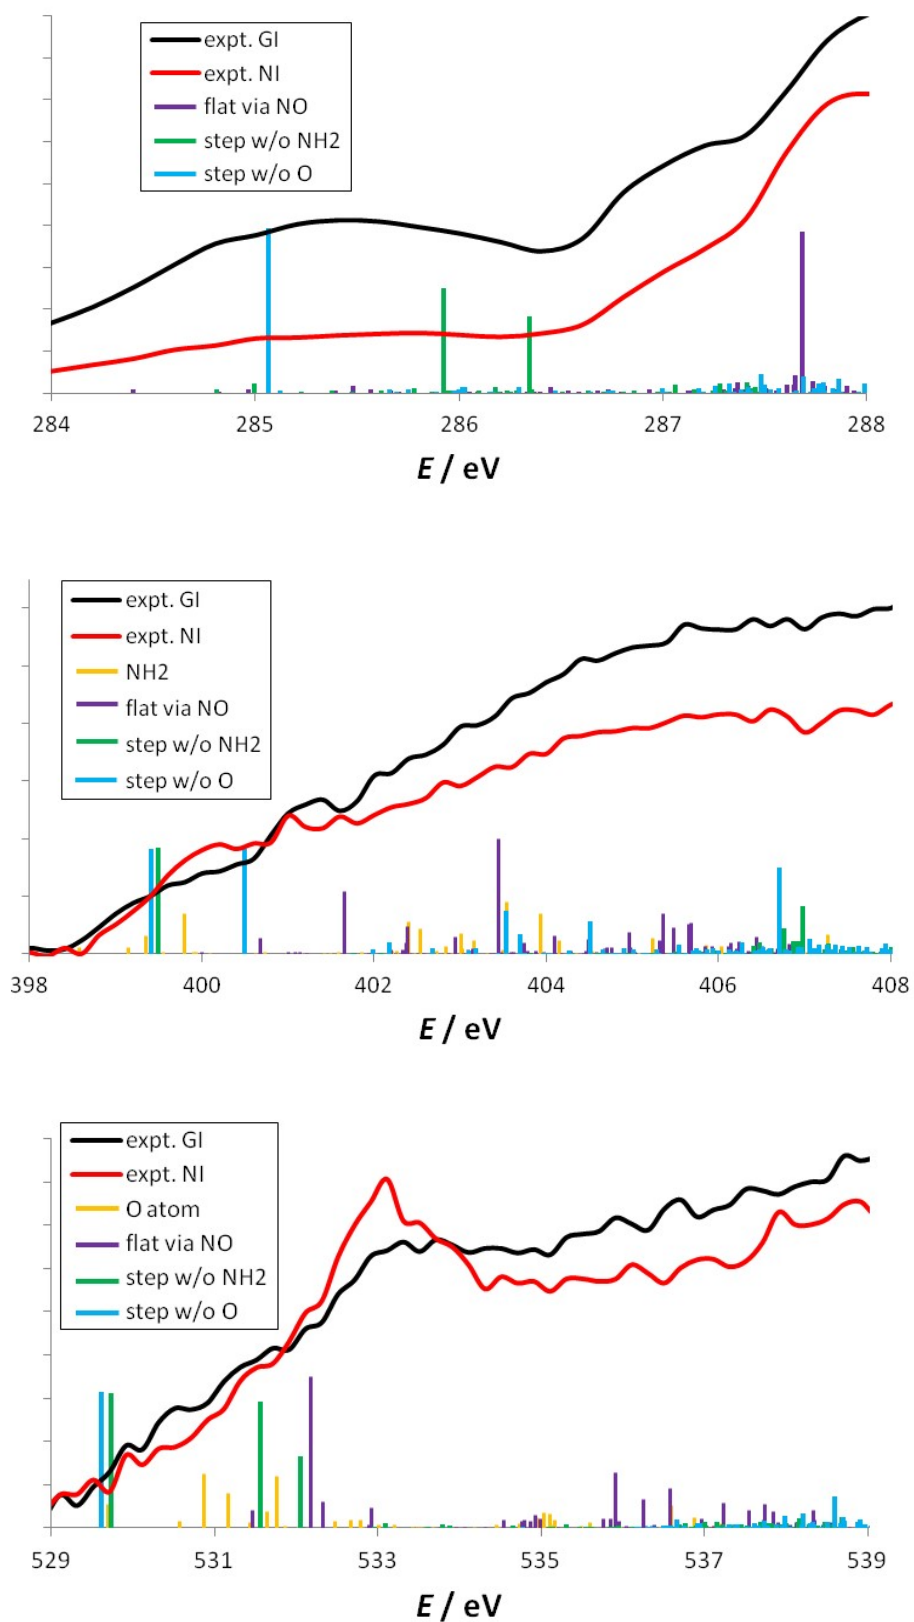 expt. GI
expt. NI
flat via NO
step w/o NH2
step w/o O
284 285 286 287 288
E / eV
expt. GI
expt. NI
NH2
flat via NO
step w/o NH2
step w/o O
398 400 402 404 406 408
E / eV
expt. GI
expt. NI
O atom
flat via NO
step w/o NH2
step w/o O
529 531 533 535 537 539
E / eV